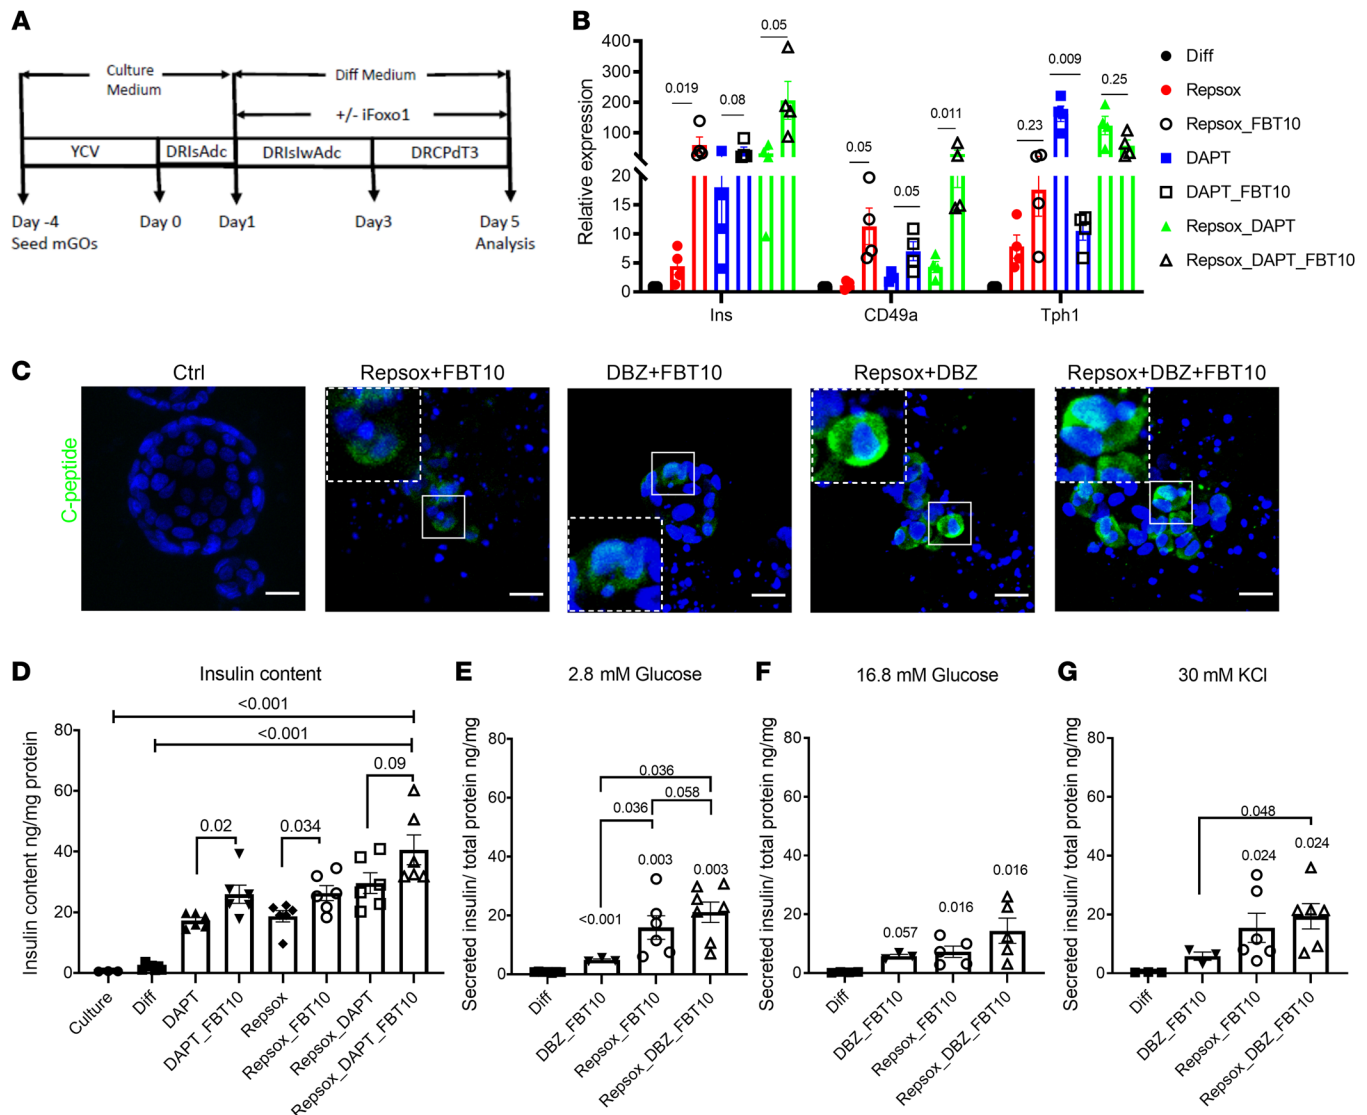 A
Culture
Medium
Diff Medium
+/- iFoxo1
YCV
DRIsAdc
DRIsIwAdc
DRCPdT3
Day -4
Seed mGOs
Day 0
Day1
Day3
Day 5
Analysis
B
Relative expression
400
300
200
100
20
15
10
5
0
0.019
0.08
0.05
0.05
0.05
0.011
0.23
0.009
0.25
Ins
CD49a
Tph1
Diff
Repsox
Repsox_FBT10
DAPT
DAPT_FBT10
Repsox_DAPT
Repsox_DAPT_FBT10
C
C-peptide
Ctrl
Repsox+FBT10
DBZ+FBT10
Repsox+DBZ
Repsox+DBZ+FBT10
D
Insulin content
Insulin content ng/mg protein
80
60
40
20
0
<0.001
<0.001
0.02
0.034
0.09
Culture
Diff
DAPT
DAPT_FBT10
Repsox
Repsox_FBT10
Repsox_DAPT
Repsox_DAPT_FBT10
E
2.8 mM Glucose
Secreted insulin/ total protein ng/mg
80
60
40
20
0
0.036
0.058
0.036
0.003
0.003
<0.001
Diff
DBZ_FBT10
Repsox_FBT10
Repsox_DBZ_FBT10
F
16.8 mM Glucose
Secreted insulin/ total protein ng/mg
80
60
40
20
0
0.057
0.016
0.016
Diff
DBZ_FBT10
Repsox_FBT10
Repsox_DBZ_FBT10
G
30 mM KCl
Secreted insulin/ total protein ng/mg
80
60
40
20
0
0.048
0.024
0.024
Diff
DBZ_FBT10
Repsox_FBT10
Repsox_DBZ_FBT10